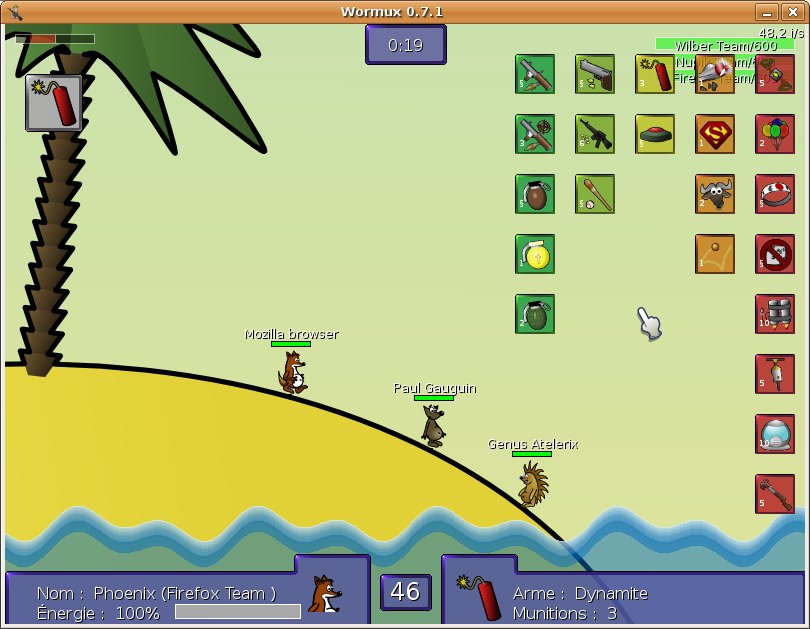 Wormux 0.7.1
48,2 i/s
0:19
Wilber Team/600
Mozilla browser
Paul Gauguin
Genus Atelerix
Nom : Phoenix (Firefox Team )
Énergie : 100%
46
Arme : Dynamite
Munitions : 3